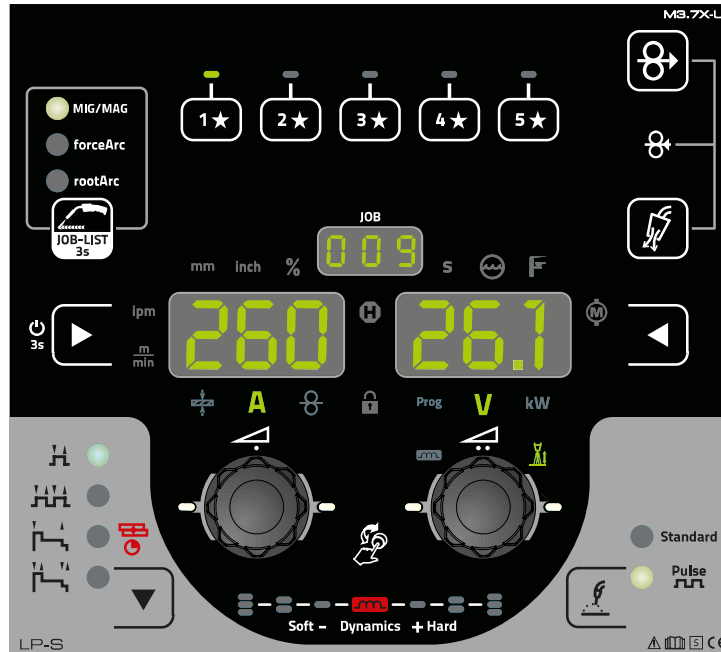 M3.7X-L
MIG/MAG
forceArc
rootArc
JOB-LIST
3s
1★ 2★ 3★ 4★ 5★
JOB
009
mm inch % S
ipm
m
min
3s
260 H 26.1 M
A Prog V kW
Standard
Pulse
Soft - Dynamics + Hard
LP-S
S CE